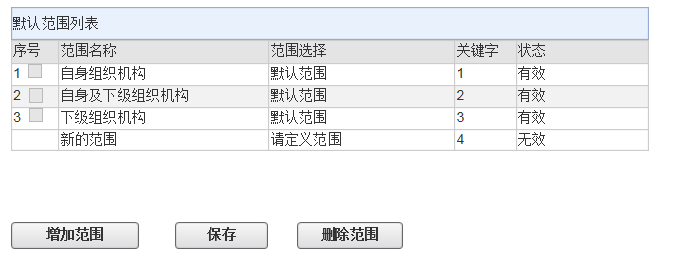 默认范围列表
序号 范围名称 范围选择 关键字 状态
1 自身组织机构 默认范围 1 有效
2 自身及下级组织机构 默认范围 2 有效
3 下级组织机构 默认范围 3 有效
新的范围 请定义范围 4 无效
增加范围 保存 删除范围